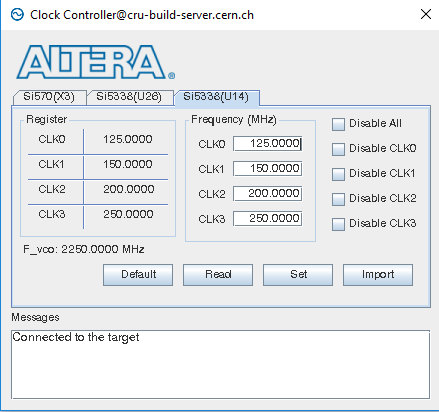 Clock Controller@cru-build-server.cern.ch
ALTERA®
Si570(X3) Si5338(U26) Si5338(U14)
Register
CLK0 125.0000
CLK1 150.0000
CLK2 200.0000
CLK3 250.0000
F_vco: 2250.0000 MHz
Frequency (MHz)
CLK0 125.0000
CLK1 150.0000
CLK2 200.0000
CLK3 250.0000
Disable All
Disable CLK0
Disable CLK1
Disable CLK2
Disable CLK3
Default Read Set Import
Messages
Connected to the target